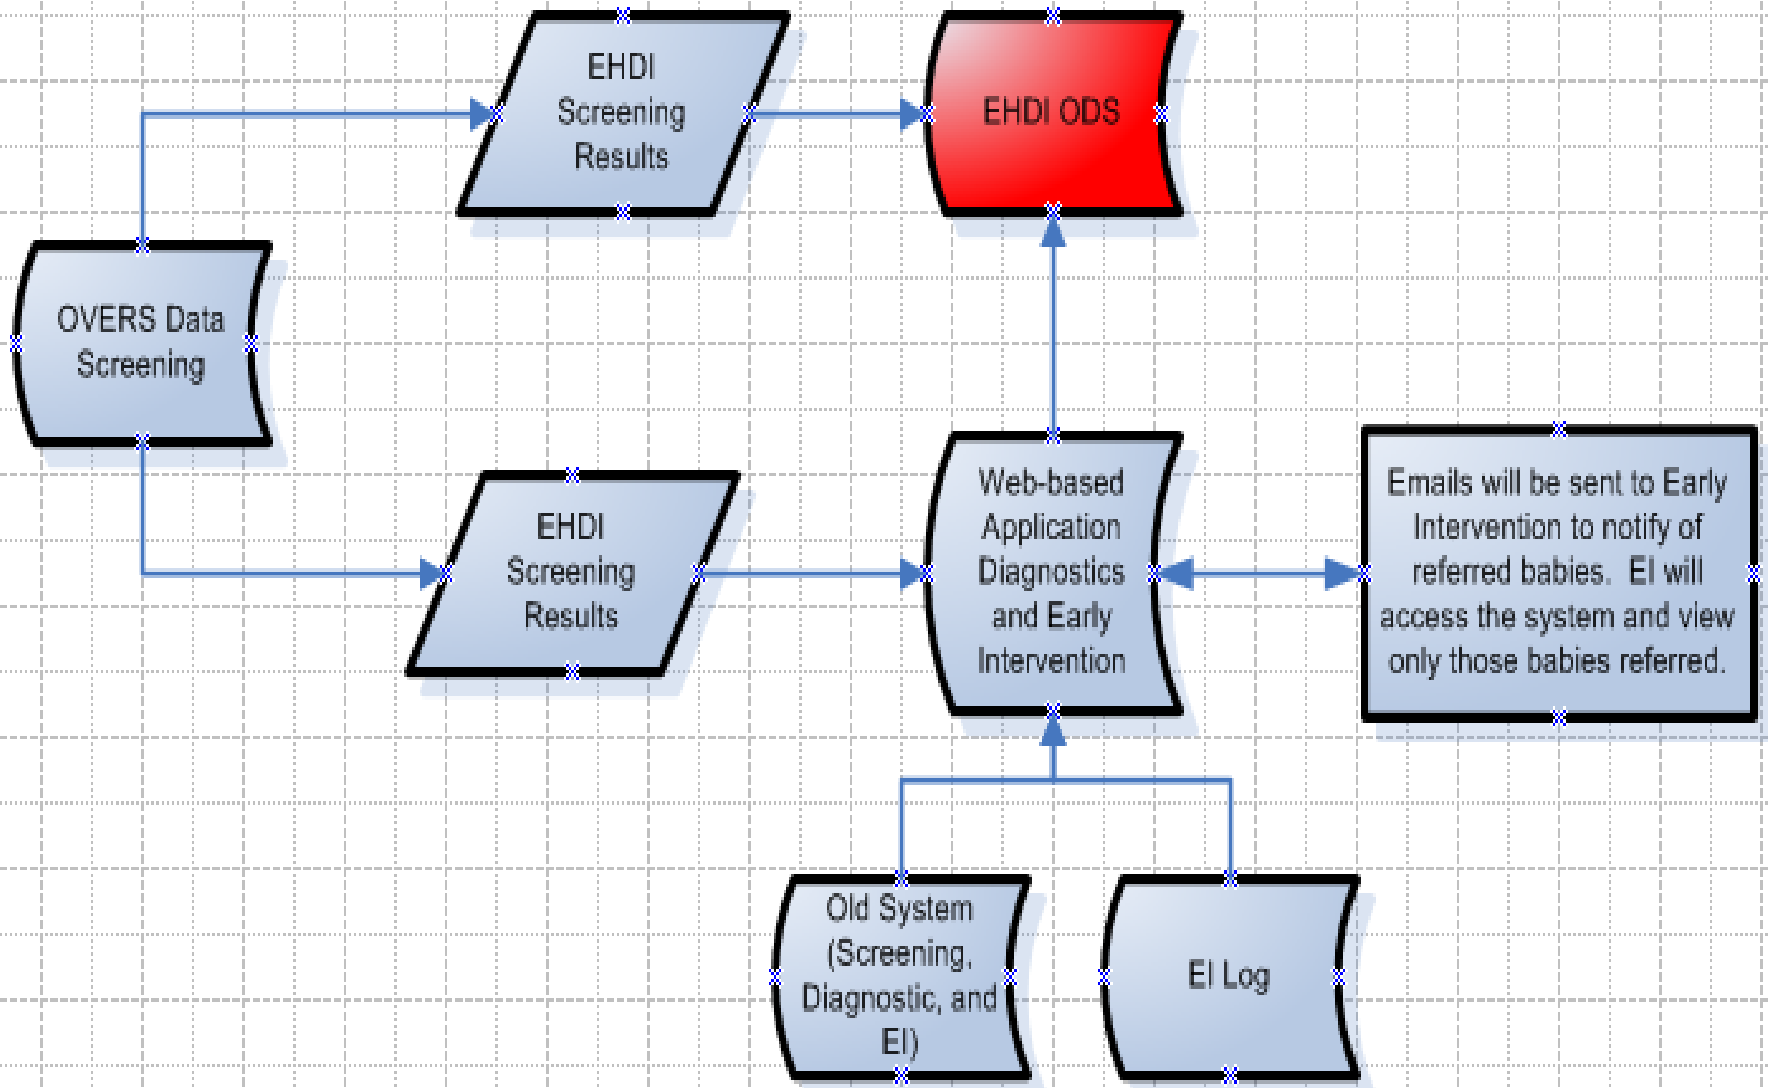 EHDI
Screening
Results
EHDI ODS
OVERS Data
Screening
EHDI
Screening
Results
Web-based
Application
Diagnostics
and Early
Intervention
Emails will be sent to Early
Intervention to notify of
referred babies.  EI will
access the system and view
only those babies referred.
Old System
(Screening,
Diagnostic, and
EI)
EI Log